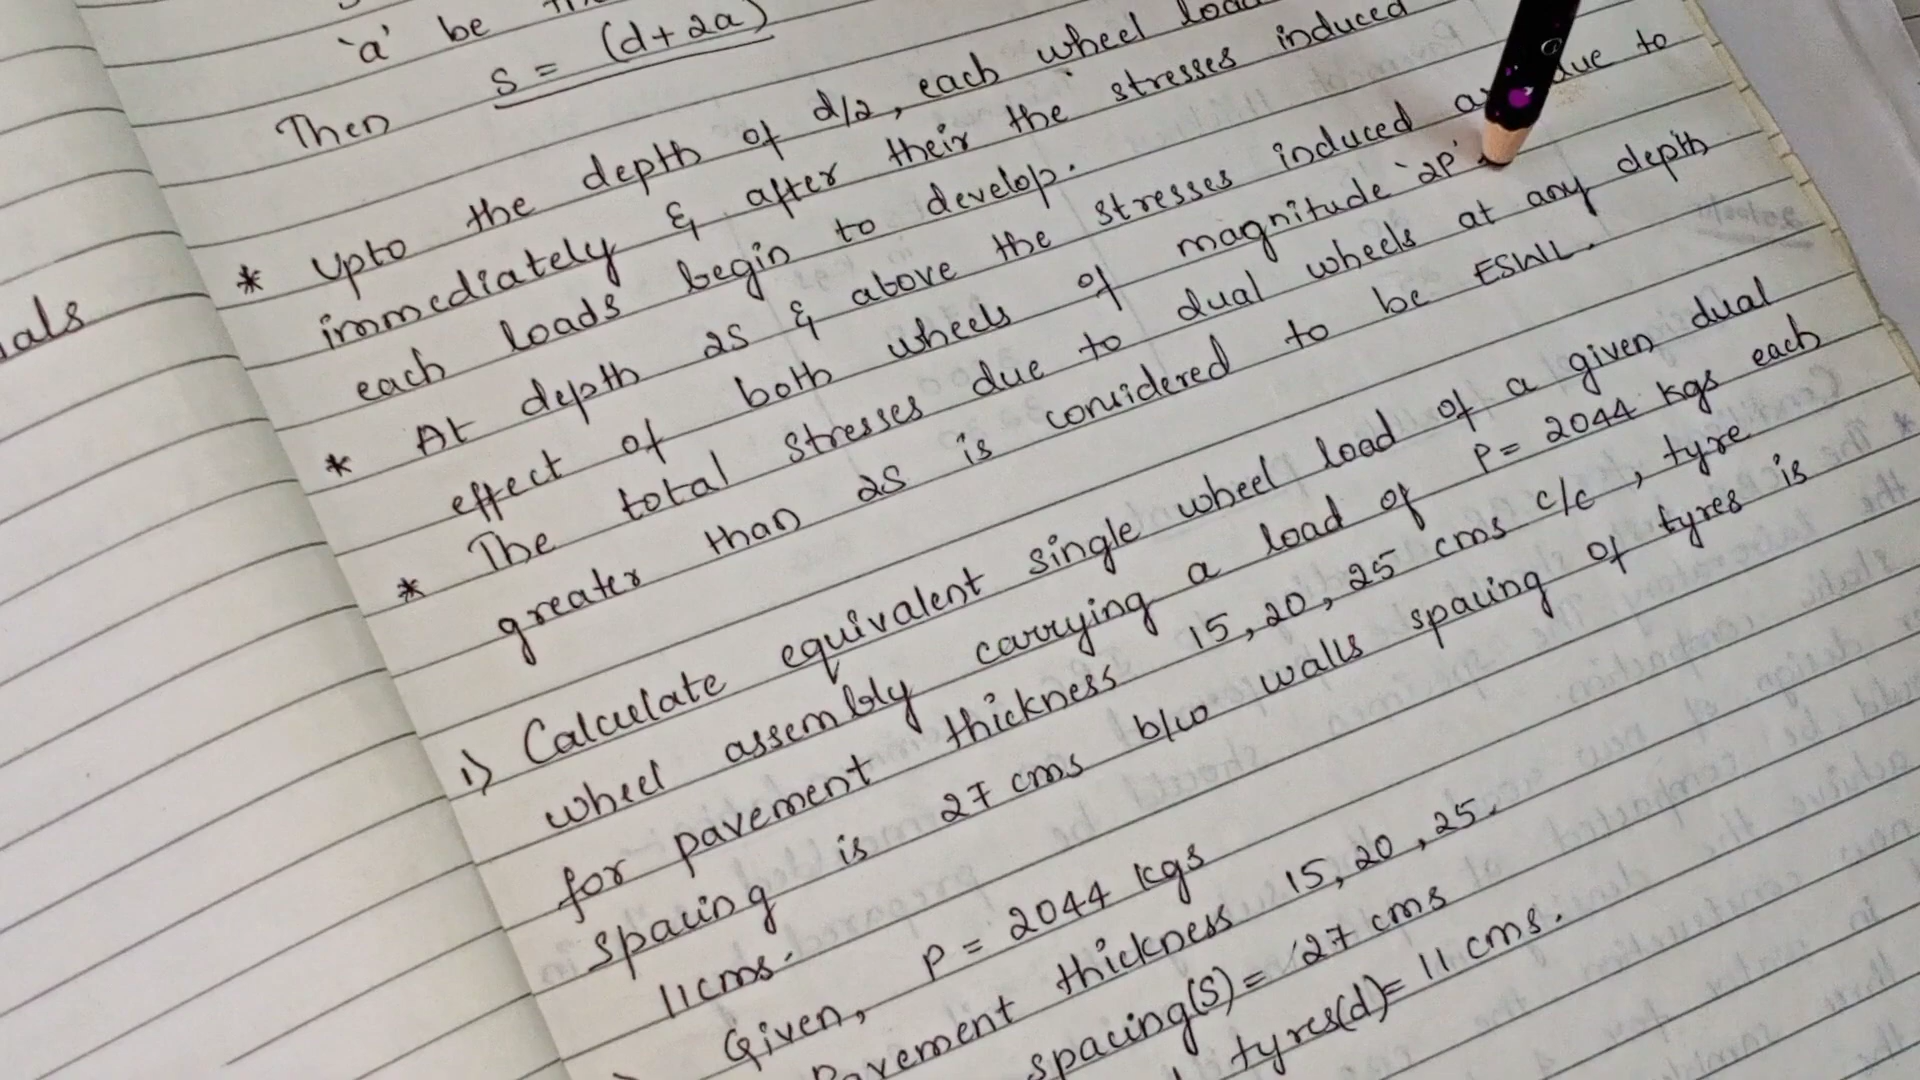 'a' be
Then s = (d+2a)
* Upto the depth of d/2, each wheel load
immediately & after their the stresses induced
each loads begin to develop.
* At depth 2s & above the stresses induced due to
effect of both wheels of magnitude '2P'
* The total stresses due to dual wheels at any depth
greater than 2s is considered to be ESWL.
1) Calculate equivalent single wheel load of a given dual
wheel assembly carrying a load of P= 2044 kgs each
for pavement thickness 15, 20, 25 cms c/c, tyre
spacing is 27 cms b/w walls spacing of tyres is
11cms.
Given, P = 2044 kgs
Pavement thickness 15, 20, 25.
spacing(S) = 27 cms
tyres(d)= 11 cms.
als